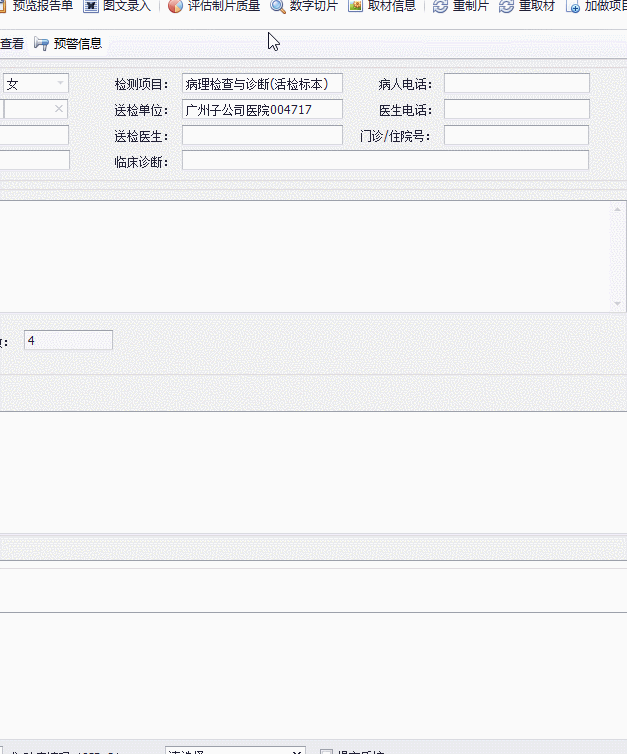 预览报告单 图文录入 评估制片质量 数字切片 取材信息 重制片 重取材 加做项目
查看 预警信息
女 检测项目： 病理检查与诊断(活检标本) 病人电话：
送检单位： 广州子公司医院004717 医生电话：
送检医生： 门诊/住院号：
临床诊断：
： 4
请选择